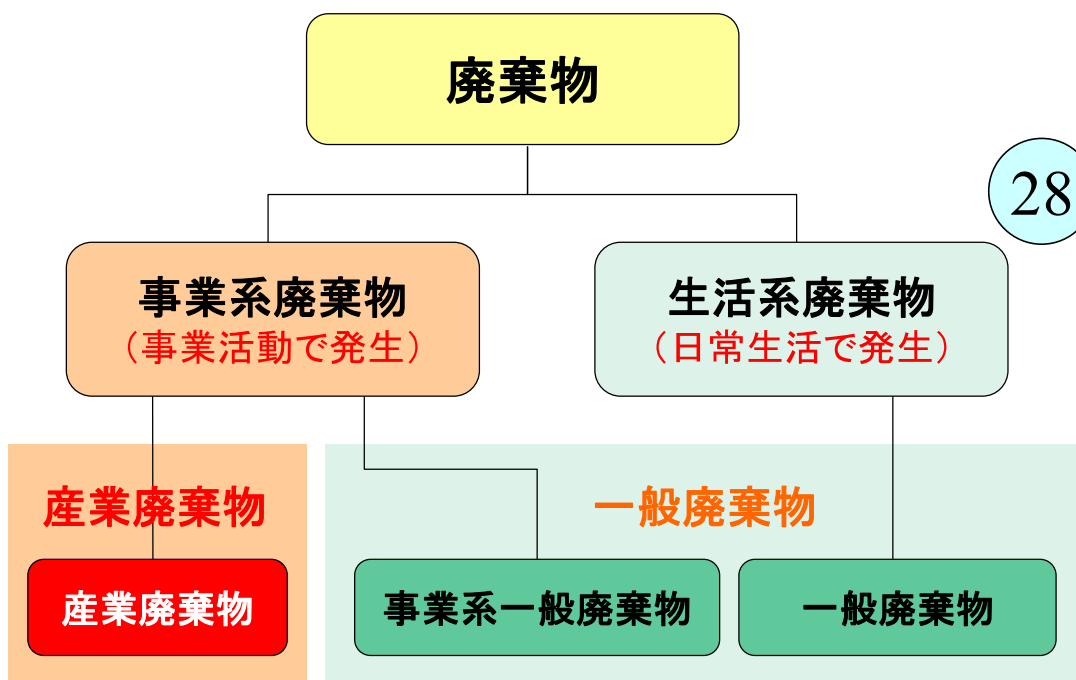 廃棄物
28
事業系廃棄物
（事業活動で発生）
生活系廃棄物
（日常生活で発生）
産業廃棄物
一般廃棄物
産業廃棄物
事業系一般廃棄物
一般廃棄物